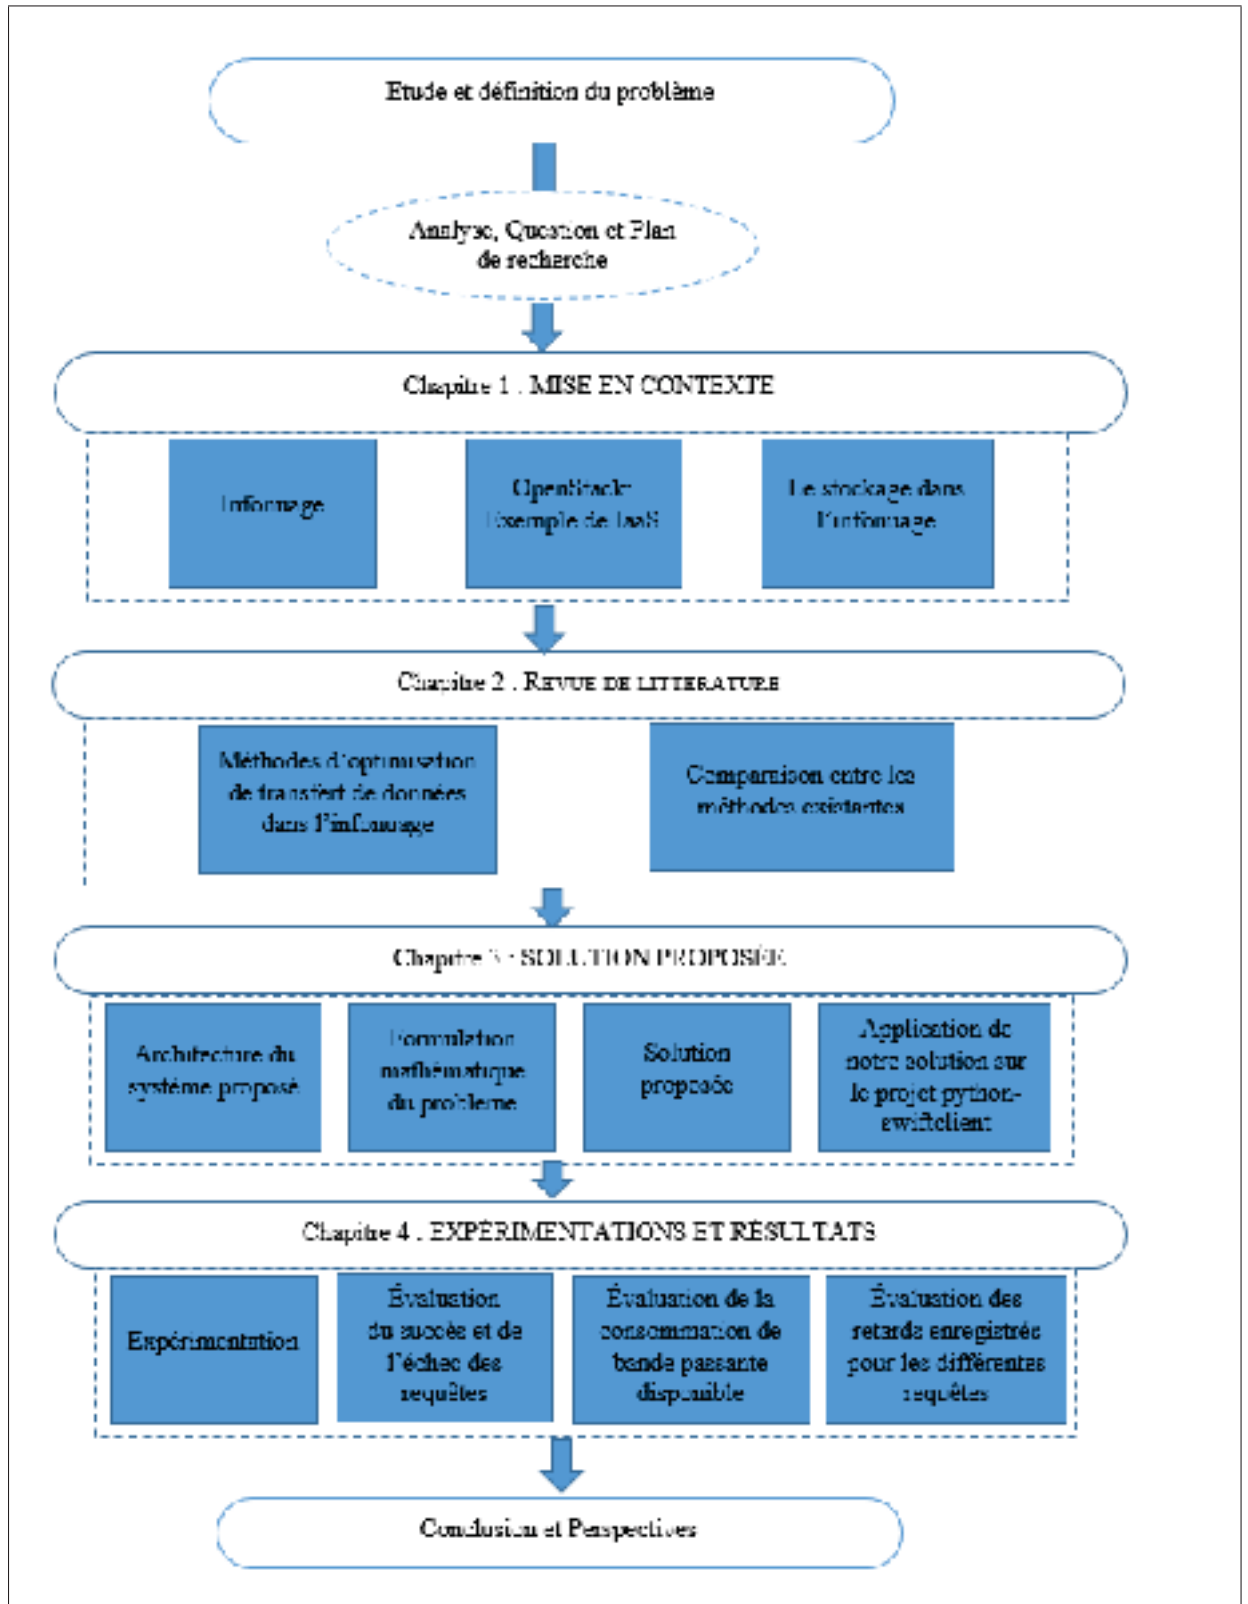 Etude et définition du problème
Analyse, Question et Plan
de recherche
Chapitre 1 : MISE EN CONTEXTE
Infonuage
OpenStack:
Exemple de IaaS
Le stockage dans
l'infonuage
Chapitre 2 : REVUE DE LITTERATURE
Méthodes d'optimisation
de transfert de données
dans l'infonuage
Comparaison entre les
méthodes existantes
Chapitre 3 : SOLUTION PROPOSÉE
Architecture du
système proposé
Formulation
mathématique
du problème
Solution
proposée
Application de
notre solution sur
le projet python-
swiftclient
Chapitre 4 : EXPÉRIMENTATIONS ET RÉSULTATS
Expérimentation
Évaluation
du succès et de
l'échec des
requêtes
Évaluation de la
consommation de
bande passante
disponible
Évaluation des
retards enregistrés
pour les différentes
requêtes
Conclusion et Perspectives